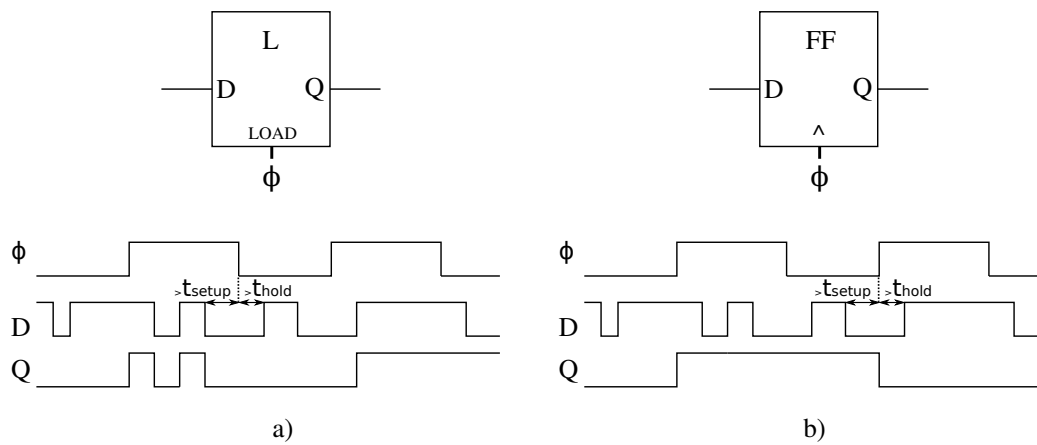 L
D Q
LOAD
ϕ
ϕ
>tsetup >thold
D
Q
a)
FF
D Q
^
ϕ
ϕ
>tsetup >thold
D
Q
b)